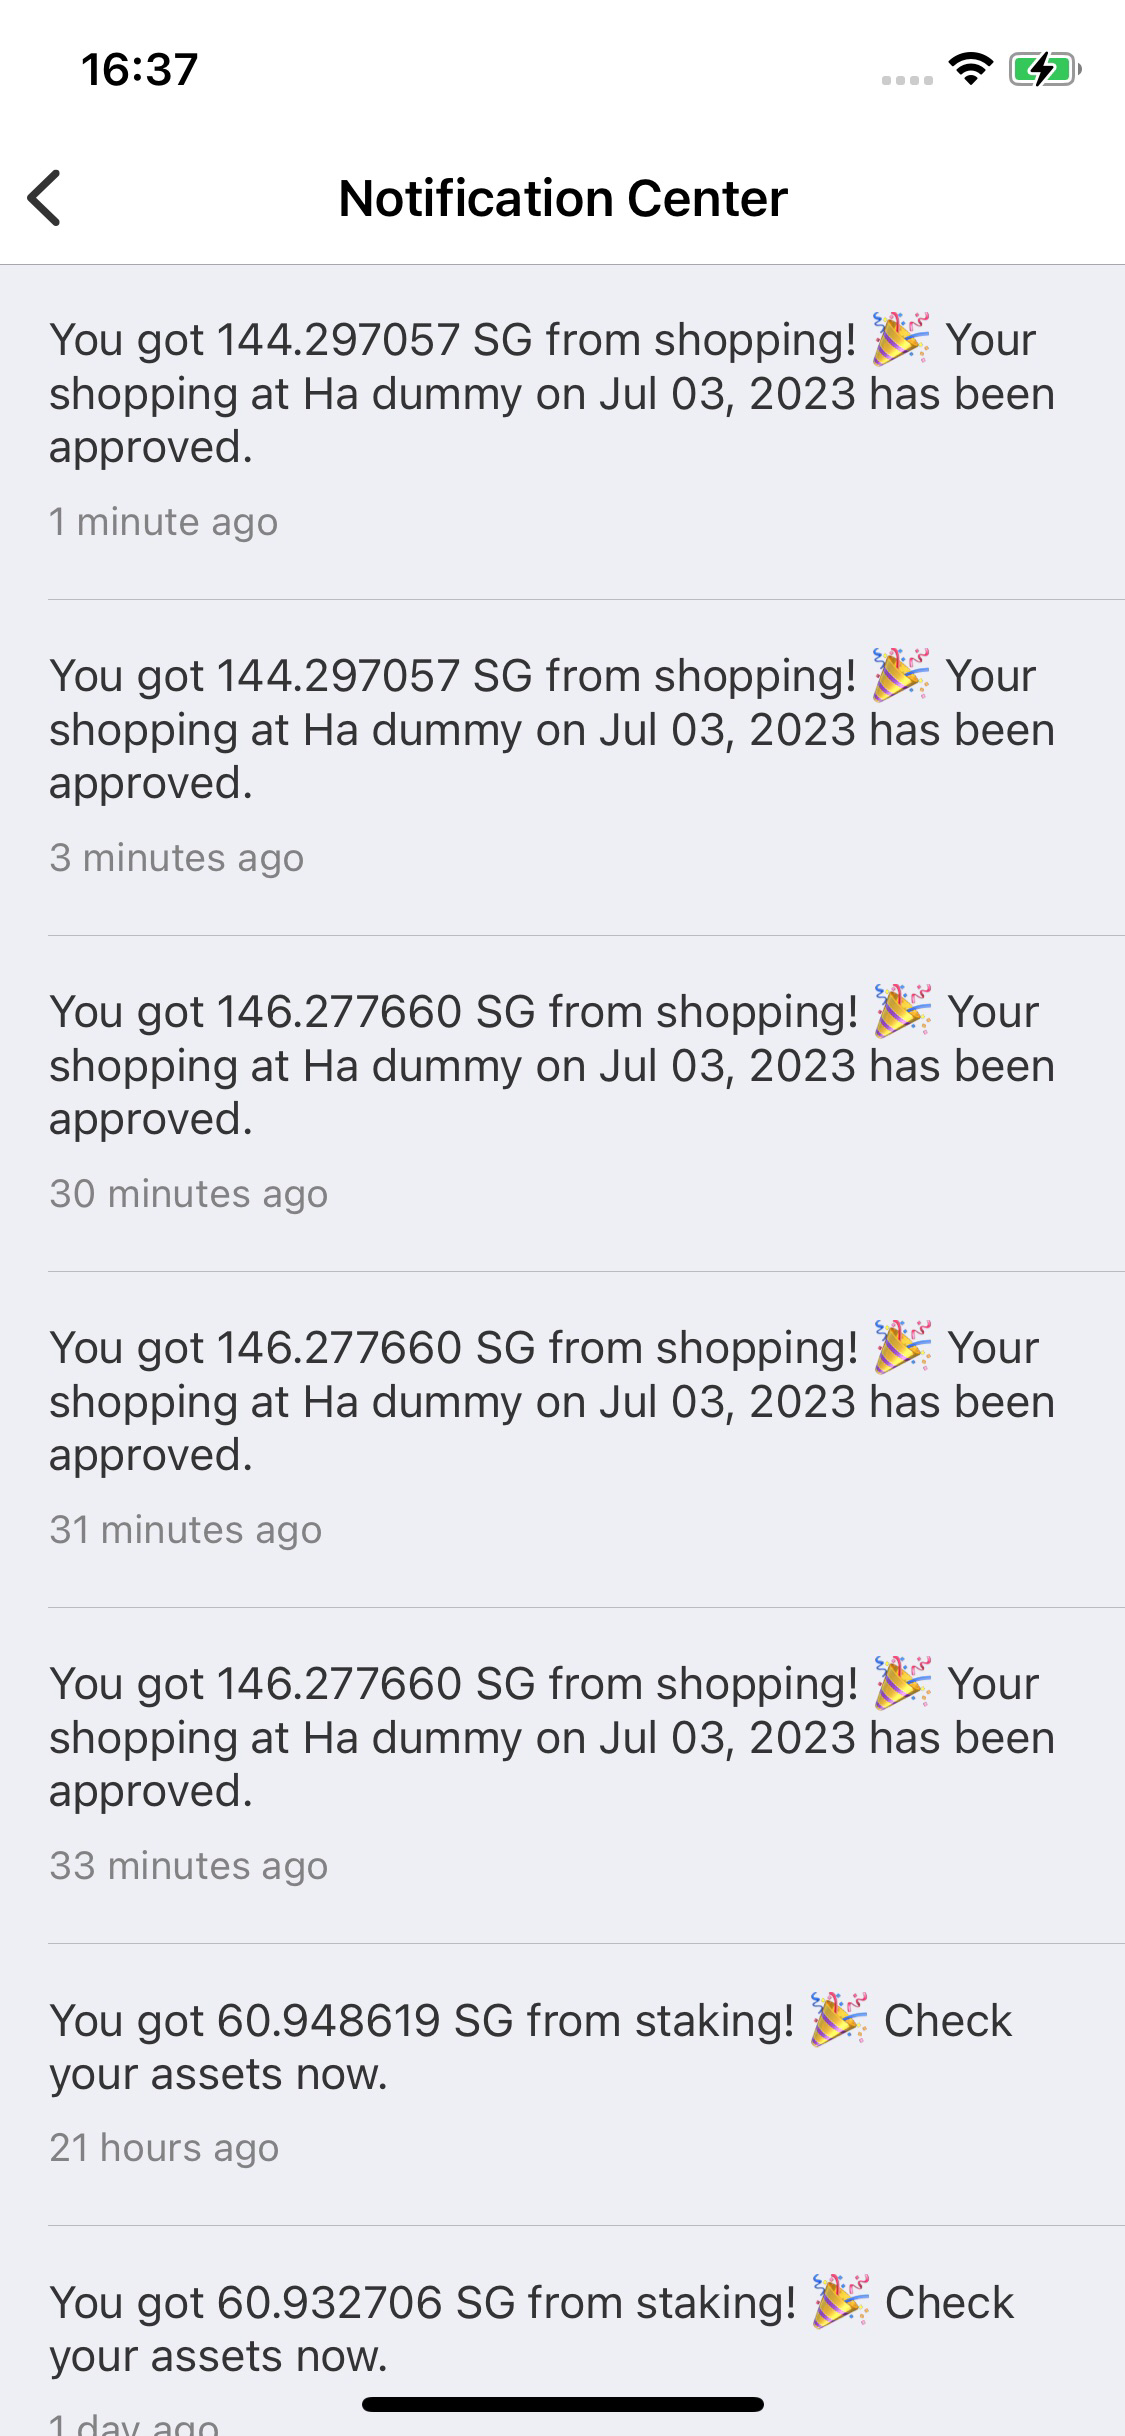 16:37
Notification Center
You got 144.297057 SG from shopping! 🎉 Your
shopping at Ha dummy on Jul 03, 2023 has been
approved.
1 minute ago
You got 144.297057 SG from shopping! 🎉 Your
shopping at Ha dummy on Jul 03, 2023 has been
approved.
3 minutes ago
You got 146.277660 SG from shopping! 🎉 Your
shopping at Ha dummy on Jul 03, 2023 has been
approved.
30 minutes ago
You got 146.277660 SG from shopping! 🎉 Your
shopping at Ha dummy on Jul 03, 2023 has been
approved.
31 minutes ago
You got 146.277660 SG from shopping! 🎉 Your
shopping at Ha dummy on Jul 03, 2023 has been
approved.
33 minutes ago
You got 60.948619 SG from staking! 🎉 Check
your assets now.
21 hours ago
You got 60.932706 SG from staking! 🎉 Check
your assets now.
1 day ago